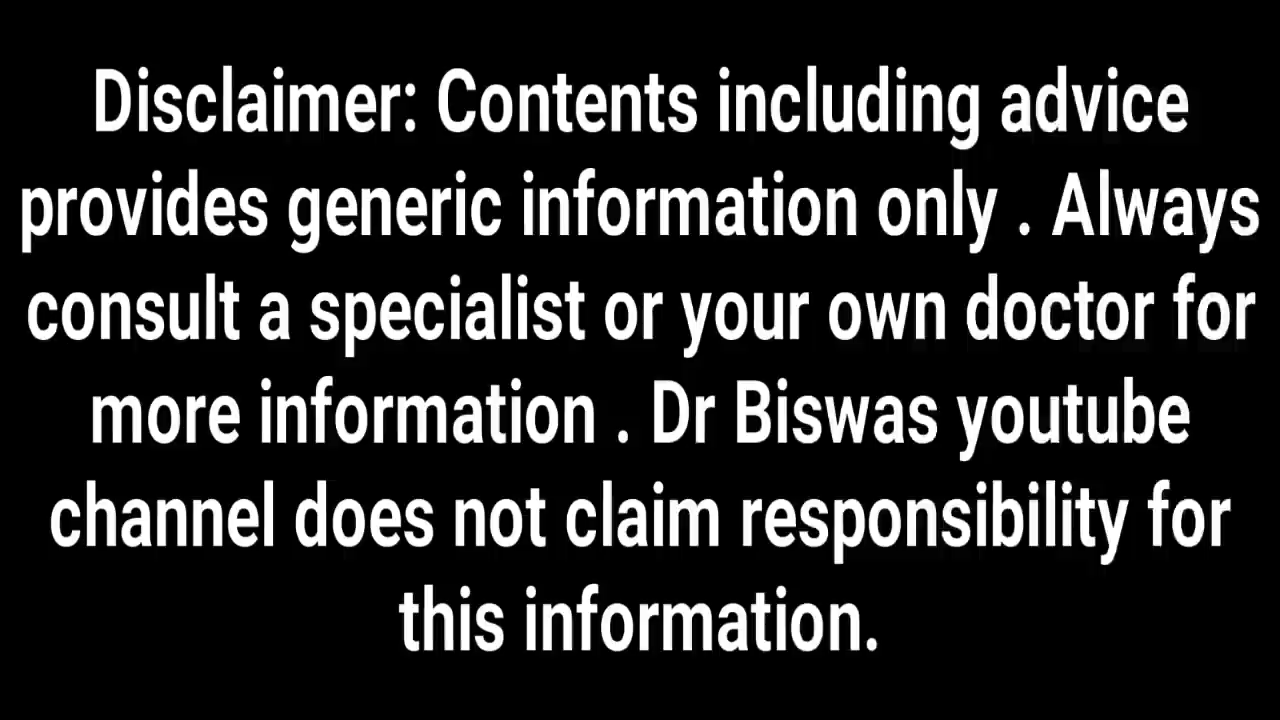 Disclaimer: Contents including advice
provides generic information only . Always
consult a specialist or your own doctor for
more information . Dr Biswas youtube
channel does not claim responsibility for
this information.